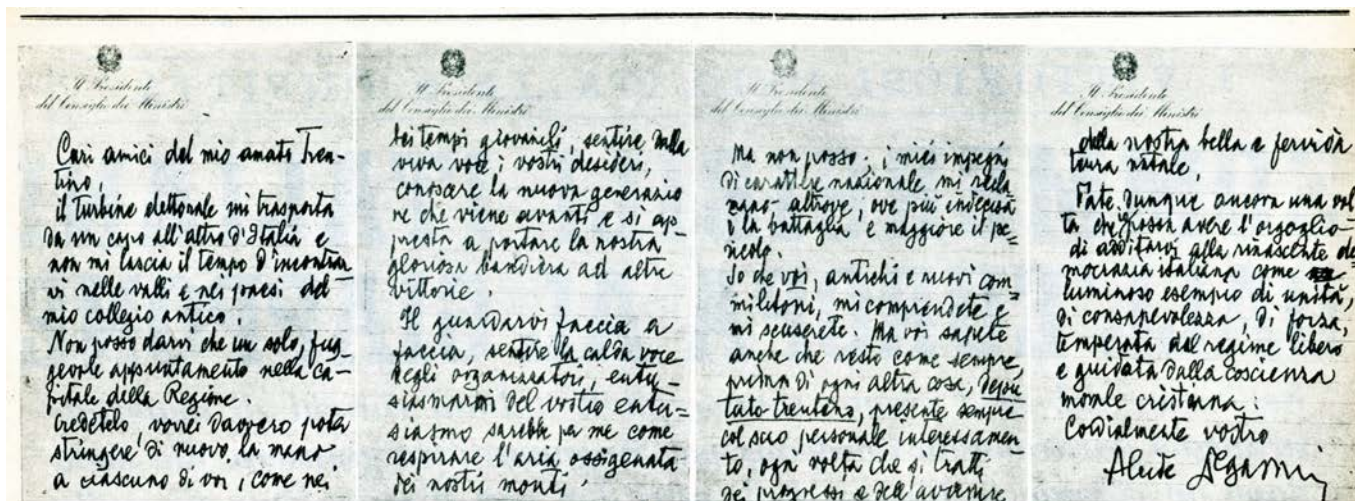 Il Presidente
del Consiglio dei Ministri
Cari amici del mio amato Tren-
tino,
il turbine elettorale mi trasporta
da un capo all'altro d'Italia e
non mi lascia il tempo d'incontrar
vi nelle valli e nei paesi del
mio collegio antico.
Non posso darvi che un solo, fug-
gevole appuntamento nella ca-
pitale della Regione.
Credetelo, vorrei davvero poter
stringere di nuovo la mano
a ciascuno di voi, come nei
Il Presidente
del Consiglio dei Ministri
bei tempi giovanili, sentire dalla
viva voce i vostri desideri,
conoscere la nuova generazio
ne che viene avanti e si ap-
presta a portare la nostra
gloriosa bandiera ad altre
vittorie.
Il guardarvi faccia a
faccia, sentire la calda voce
degli organizzatori, entu-
siasmarmi del vostro entu=
siasmo sarebbe per me come
respirare l'aria ossigenata
dei nostri monti.
Il Presidente
del Consiglio dei Ministri
Ma non posso; i miei impegni
di carattere nazionale mi recla
mano altrove, ove più indecisa
è la battaglia e maggiore il pe=
ricolo.
So che voi, antichi e nuovi com=
militoni, mi comprendete e
mi scuserete. Ma voi sapete
anche che resto come sempre,
prima di ogni altra cosa, depu
tato trentino, presente sempre
col suo personale interessamen
to, ogni volta che si tratti
dei progressi e dell'avvenire
Il Presidente
del Consiglio dei Ministri
della nostra bella e fervida
terra natale.
Fate dunque ancora una vol
ta ch'io possa avere l'orgoglio
di additarvi alla rinascente de=
mocrazia italiana come
luminoso esempio di unità,
di consapevolezza, di forza,
temperata dal regime libero
e guidata dalla coscienza
morale cristiana.
Cordialmente vostro
Alcide Degasperi